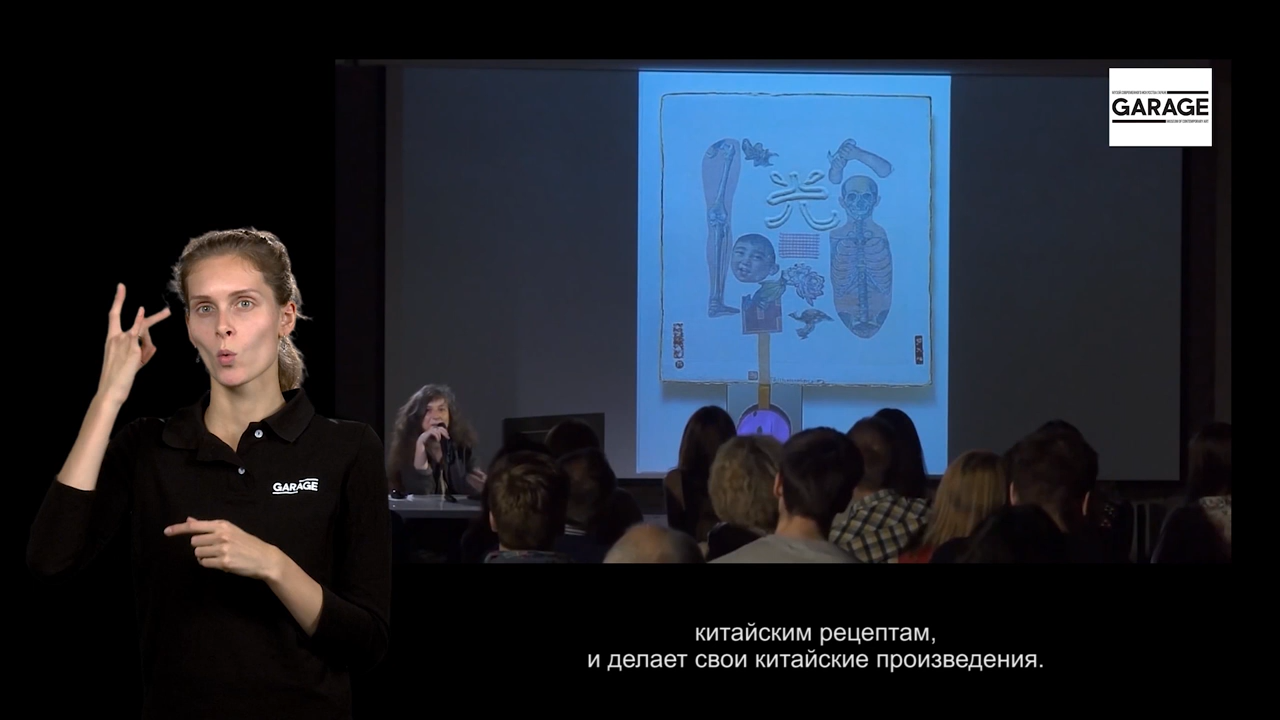 GARAGE
光
GARAGE
китайским рецептам,
и делает свои китайские произведения.